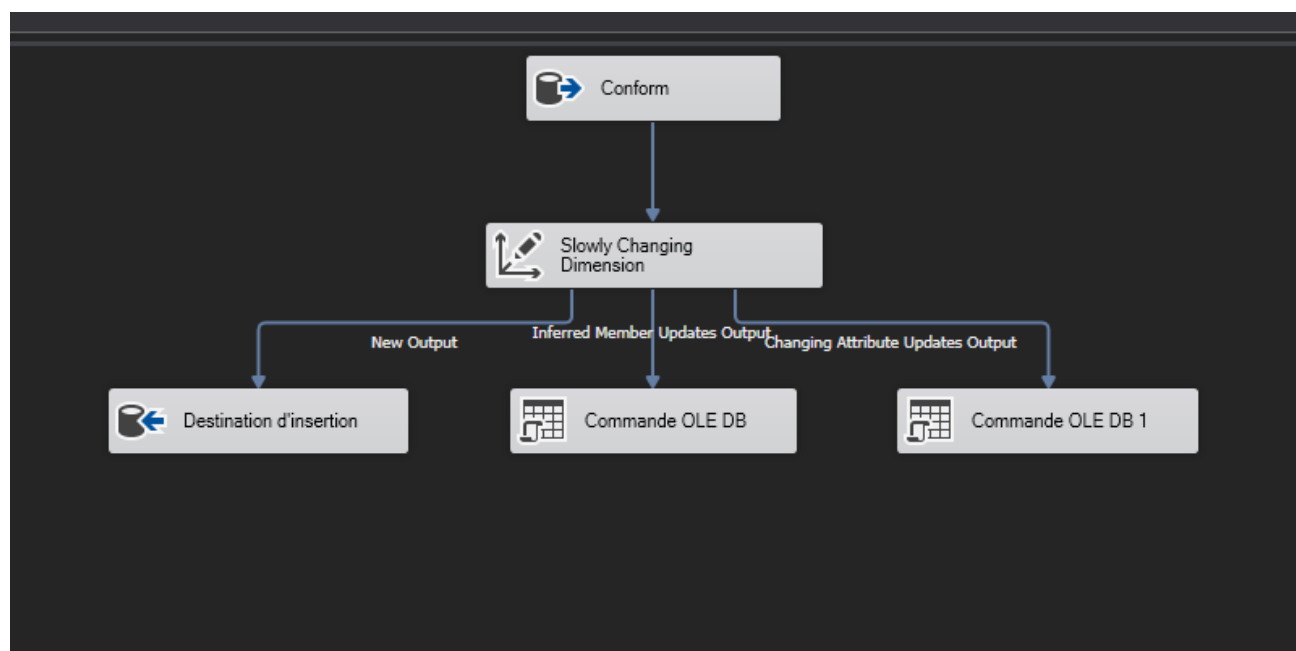 Conform
Slowly Changing
Dimension
New Output
Inferred Member Updates Output
Changing Attribute Updates Output
Destination d'insertion
Commande OLE DB
Commande OLE DB 1